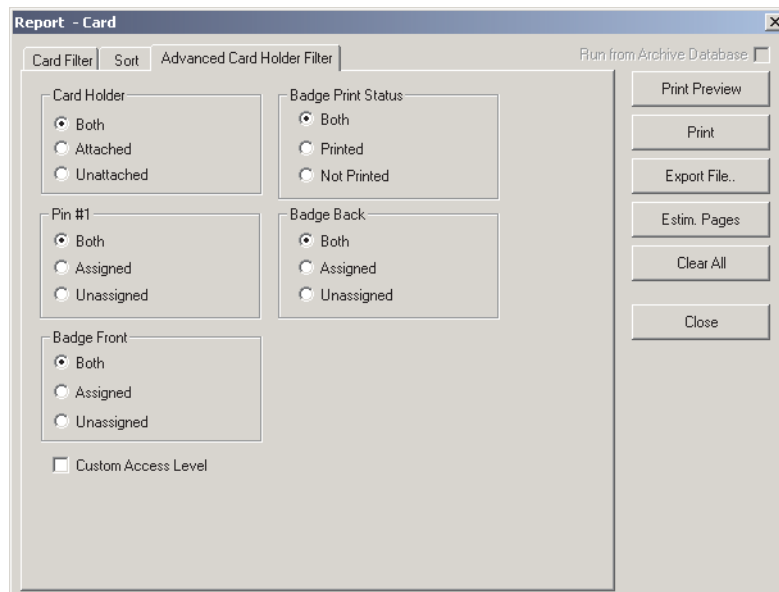 Report - Card
Card Filter Sort Advanced Card Holder Filter
Run from Archive Database
Card Holder
Both
Attached
Unattached
Badge Print Status
Both
Printed
Not Printed
Pin #1
Both
Assigned
Unassigned
Badge Back
Both
Assigned
Unassigned
Badge Front
Both
Assigned
Unassigned
Custom Access Level
Print Preview
Print
Export File..
Estim. Pages
Clear All
Close